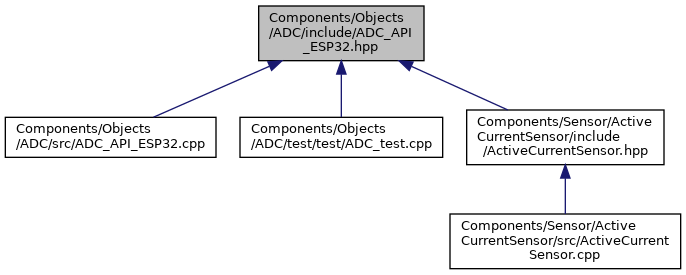 Components/Objects
/ADC/include/ADC_API
_ESP32.hpp
Components/Objects
/ADC/src/ADC_API_ESP32.cpp
Components/Objects
/ADC/test/test/ADC_test.cpp
Components/Sensor/Active
CurrentSensor/include
/ActiveCurrentSensor.hpp
Components/Sensor/Active
CurrentSensor/src/ActiveCurrent
Sensor.cpp